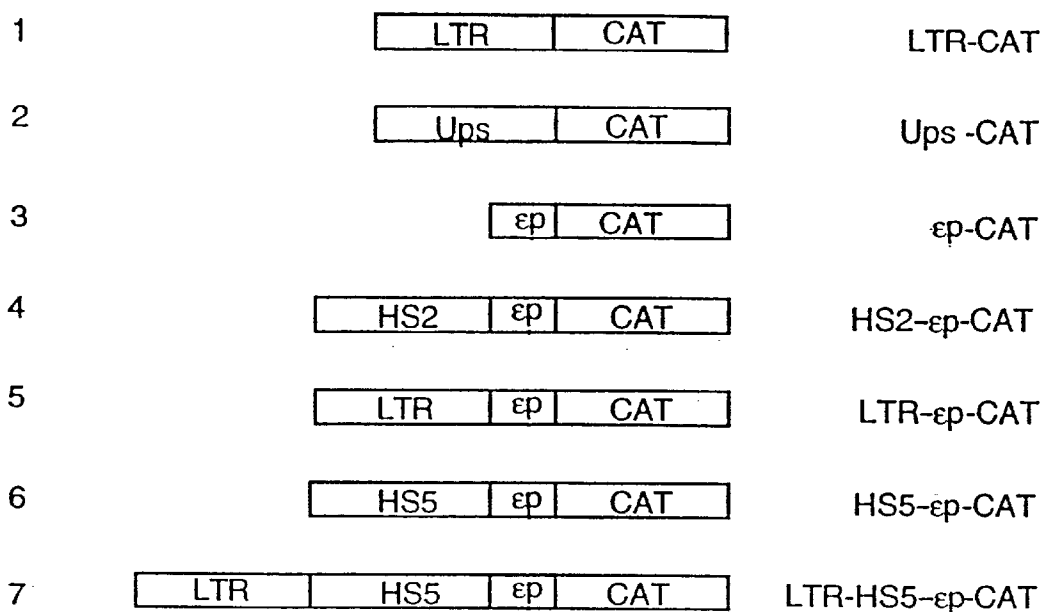 1 LTR CAT LTR-CAT
2 Ups CAT Ups -CAT
3 εp CAT εp-CAT
4 HS2 εp CAT HS2-εp-CAT
5 LTR εp CAT LTR-εp-CAT
6 HS5 εp CAT HS5-εp-CAT
7 LTR HS5 εp CAT LTR-HS5-εp-CAT